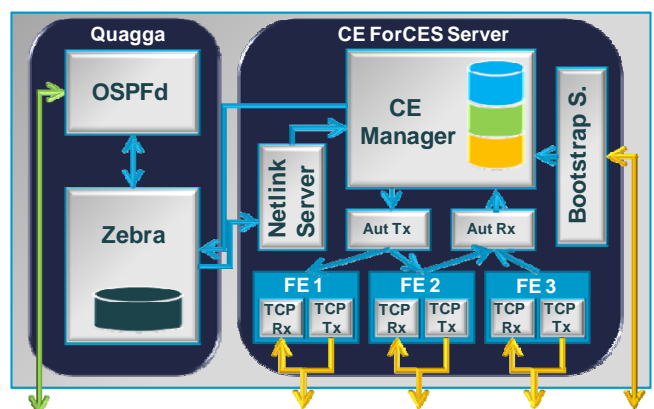 Quagga
CE ForCES Server
OSPFd
CE
Manager
Bootstrap S.
Netlink
Server
Zebra
Aut Tx
Aut Rx
FE 1
FE 2
FE 3
TCP
Rx
TCP
Tx
TCP
Rx
TCP
Tx
TCP
Rx
TCP
Tx